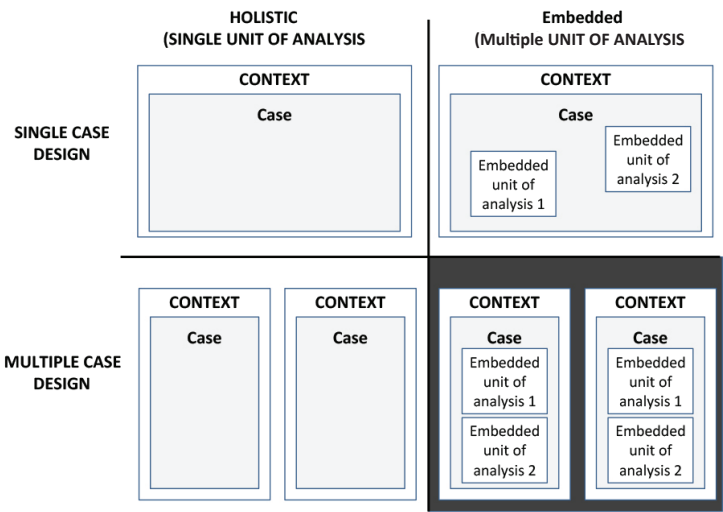 HOLISTIC
(SINGLE UNIT OF ANALYSIS
Embedded
(Multiple UNIT OF ANALYSIS
SINGLE CASE
DESIGN
CONTEXT
Case
CONTEXT
Case
Embedded
unit of
analysis 1
Embedded
unit of
analysis 2
MULTIPLE CASE
DESIGN
CONTEXT
Case
CONTEXT
Case
CONTEXT
Case
Embedded
unit of
analysis 1
Embedded
unit of
analysis 2
CONTEXT
Case
Embedded
unit of
analysis 1
Embedded
unit of
analysis 2